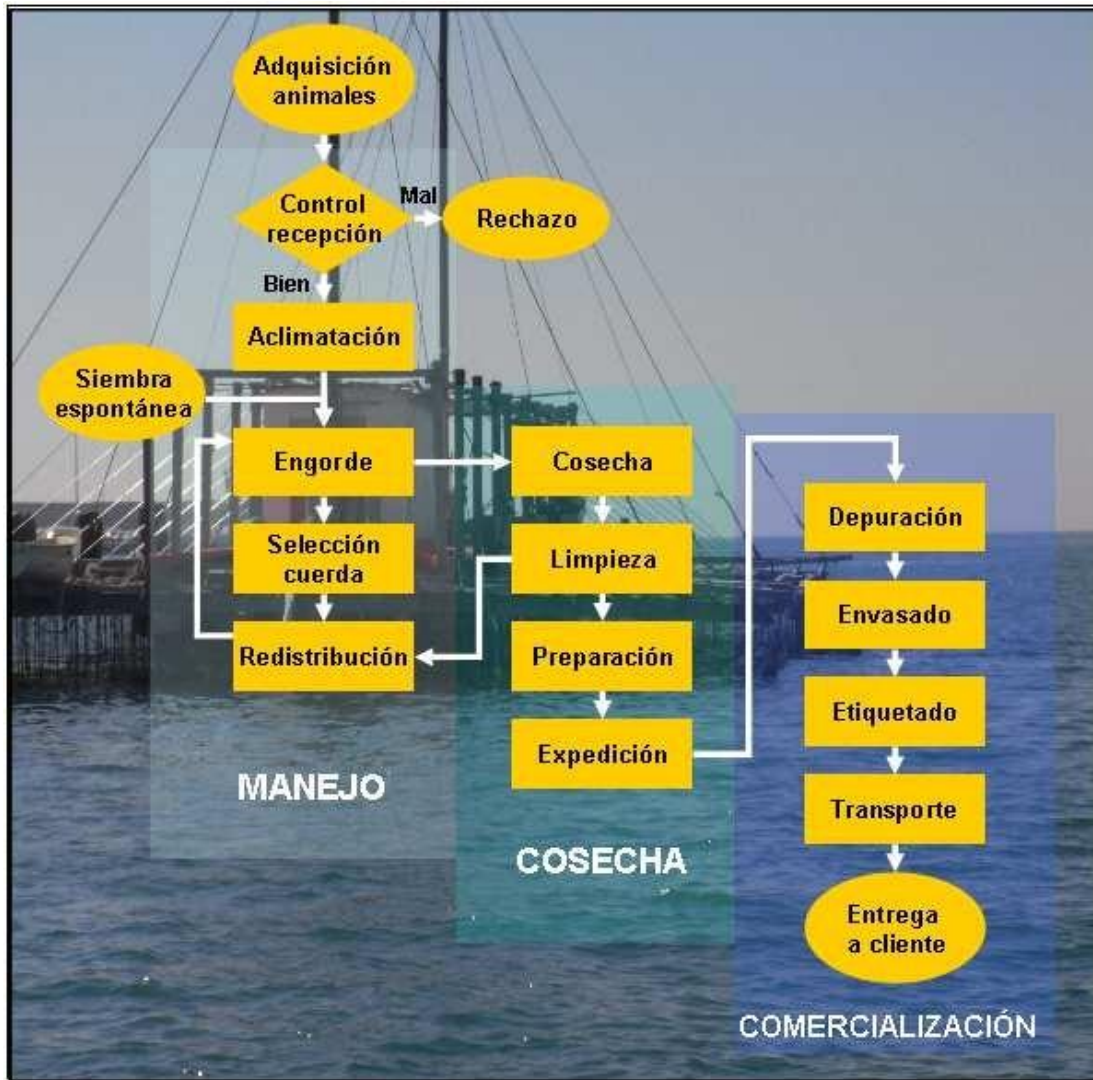 Adquisición
animales
Control
recepción
Mal
Rechazo
Bien
Aclimatación
Siembra
espontánea
Engorde
Selección
cuerda
Redistribución
MANEJO
Cosecha
Limpieza
Preparación
Expedición
COSECHA
Depuración
Envasado
Etiquetado
Transporte
Entrega
a cliente
COMERCIALIZACIÓN